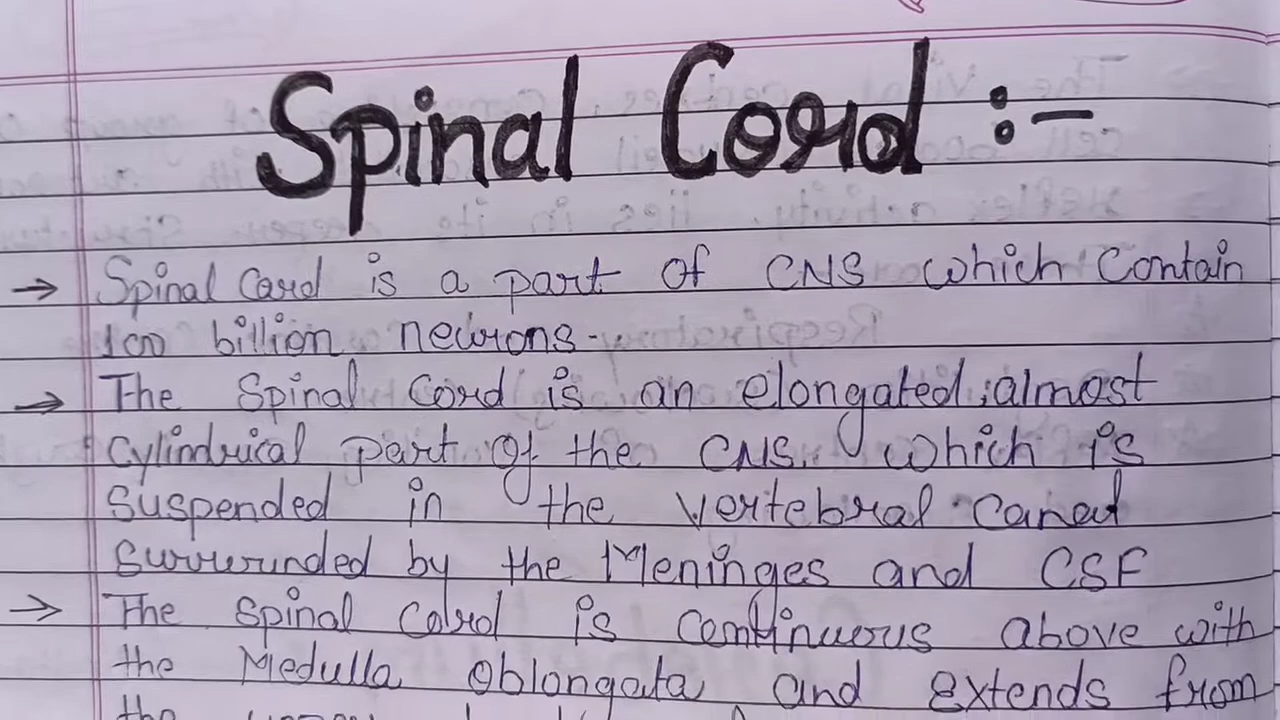 Spinal Cord :-
→ Spinal Cord is a part of CNS which contain
100 billion neurons.
→ The Spinal Cord is an elongated, almost
cylindrical part of the CNS. which is
suspended in the vertebral canal
surrurinded by the Meninges and CSF
→ The spinal cord is continuous above with
the Medulla oblongata and extends from
the